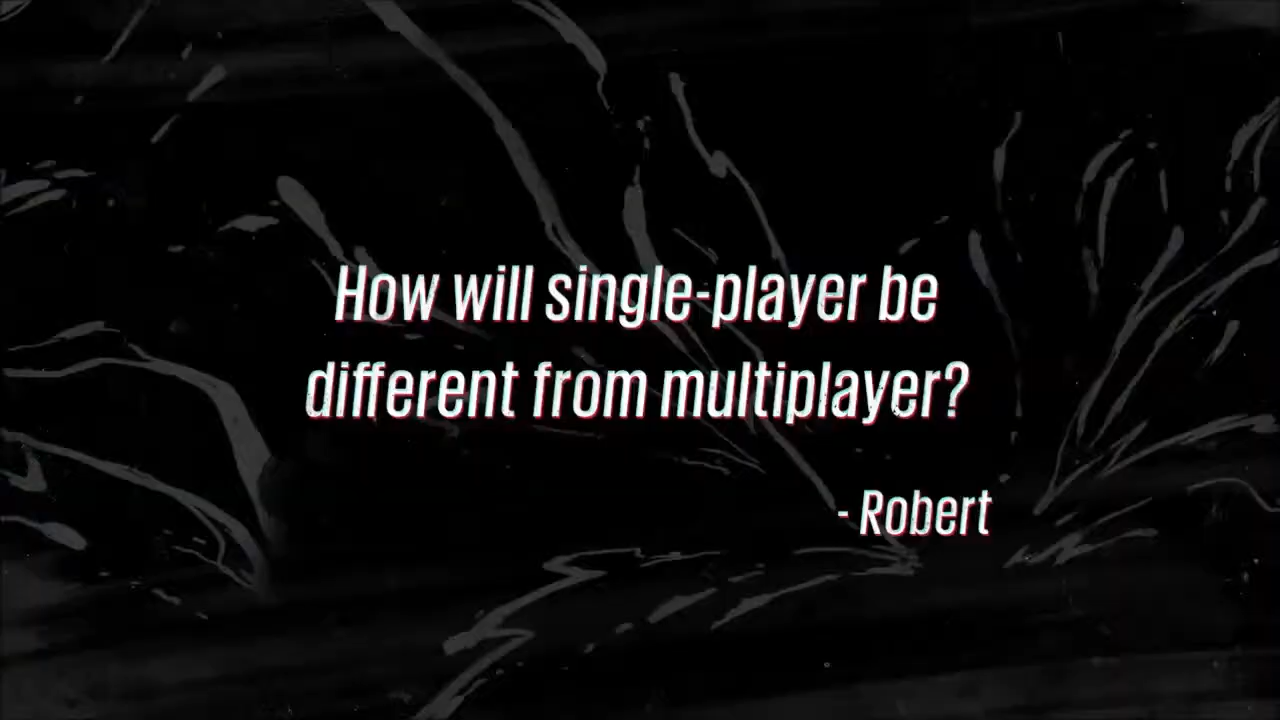 How will single-player be
different from multiplayer?
- Robert